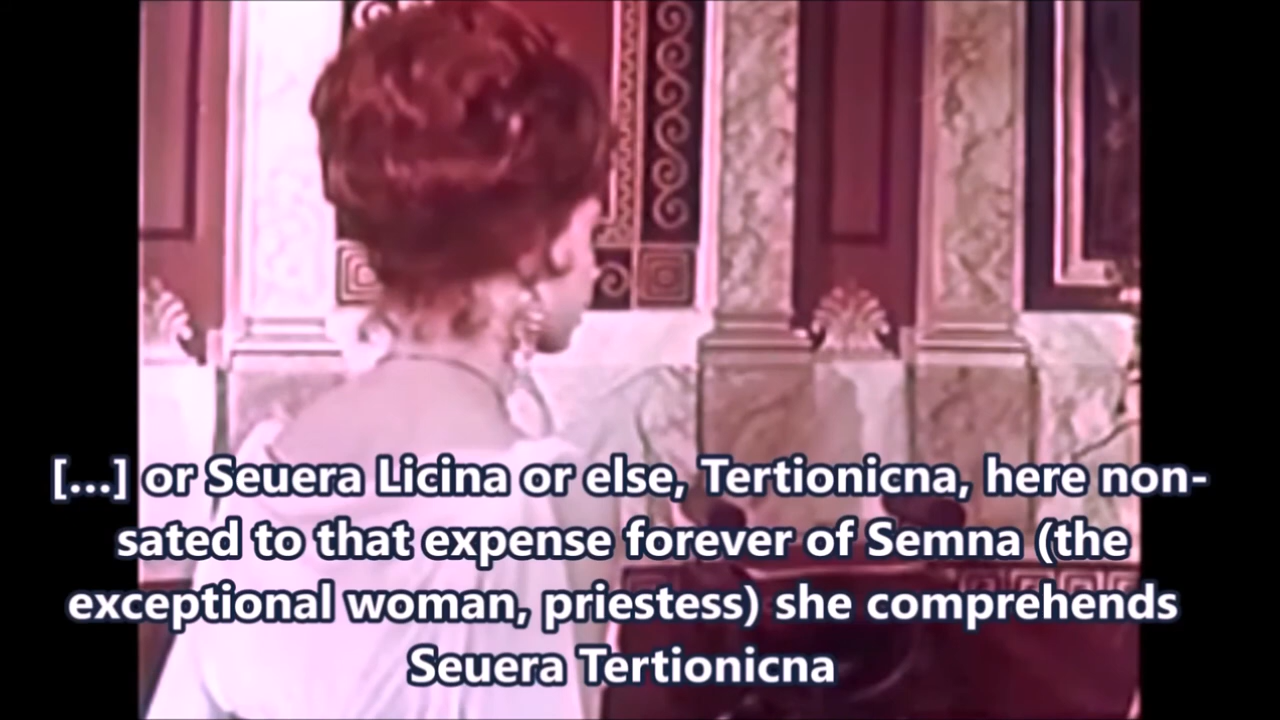 [...] or Seuera Licina or else, Tertionicna, here non-
sated to that expense forever of Semna (the
exceptional woman, priestess) she comprehends
Seuera Tertionicna